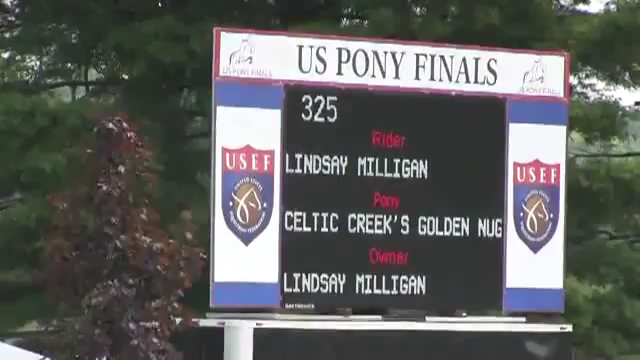 US PONY FINALS
325
Rider
LINDSAY MILLIGAN
Pony
CELTIC CREEK'S GOLDEN NUG
Owner
LINDSAY MILLIGAN
USEF
USEF